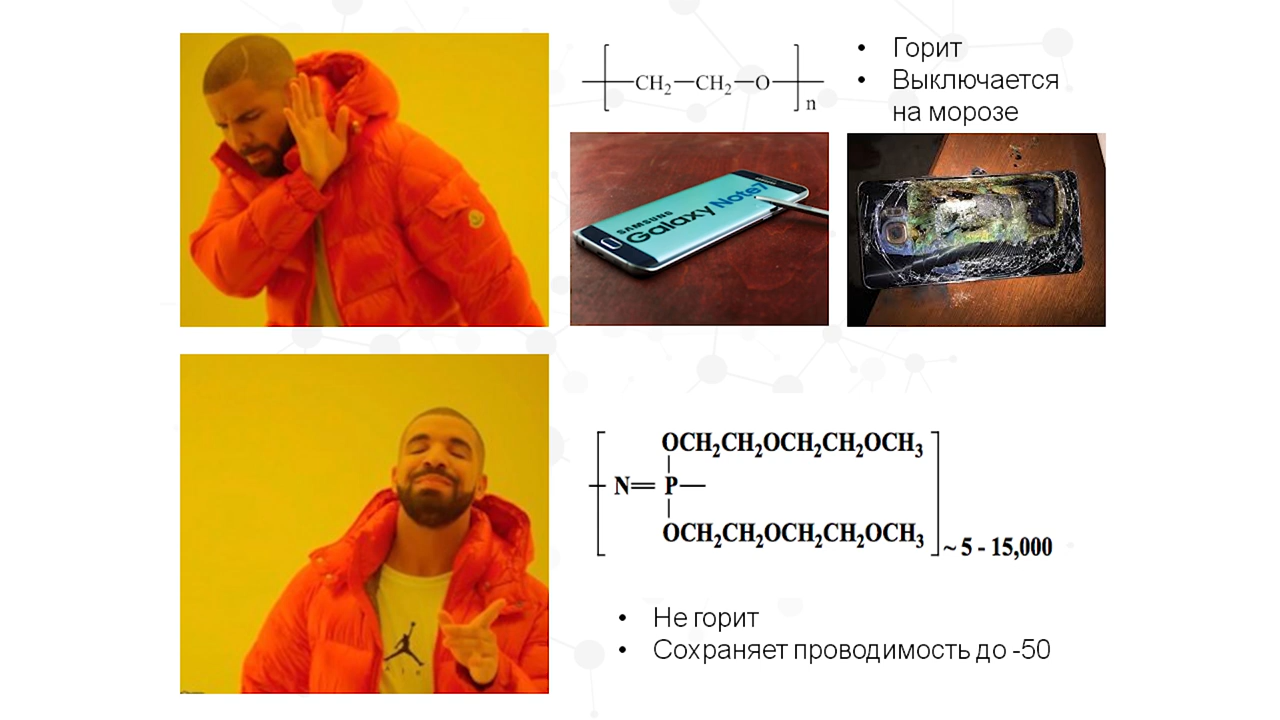 [—CH₂—CH₂—O—]n
• Горит
• Выключается
на морозе
SAMSUNG
Galaxy Note7
OCH₂CH₂OCH₂CH₂OCH₃
N═P—
OCH₂CH₂OCH₂CH₂OCH₃
~ 5 - 15,000
• Не горит
• Сохраняет проводимость до -50